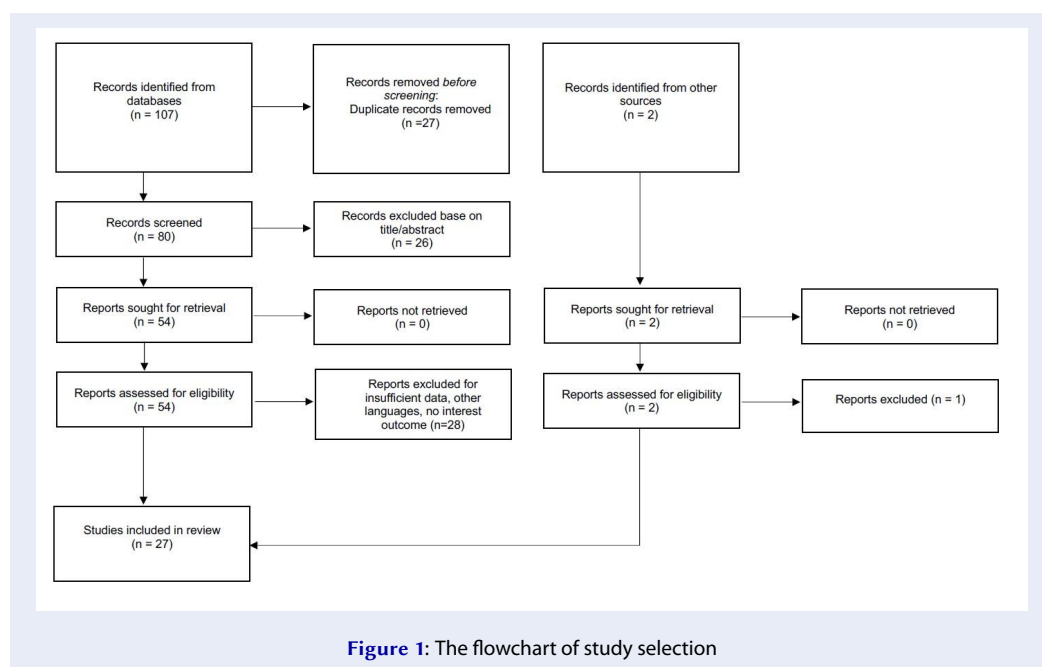 Records identified from
databases
(n = 107)
Records removed before
screening:
Duplicate records removed
(n =27)
Records identified from other
sources
(n = 2)
Records screened
(n = 80)
Records excluded base on
title/abstract
(n = 26)
Reports sought for retrieval
(n = 54)
Reports not retrieved
(n = 0)
Reports sought for retrieval
(n = 2)
Reports not retrieved
(n = 0)
Reports assessed for eligibility
(n = 54)
Reports excluded for
insufficient data, other
languages, no interest
outcome (n=28)
Reports assessed for eligibility
(n = 2)
Reports excluded (n = 1)
Studies included in review
(n = 27)
Figure 1: The flowchart of study selection